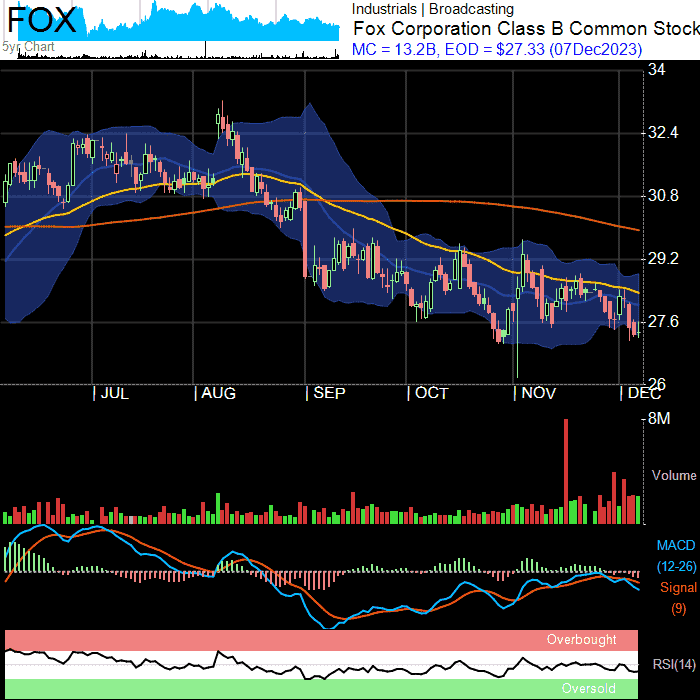 FOX
5yr Chart
Industrials | Broadcasting
Fox Corporation Class B Common Stock
MC = 13.2B, EOD = $27.33 (07Dec2023)
34
32.4
30.8
29.2
27.6
26
JUL
AUG
SEP
OCT
NOV
DEC
8M
Volume
MACD
(12-26)
Signal
(9)
Overbought
RSI(14)
Oversold